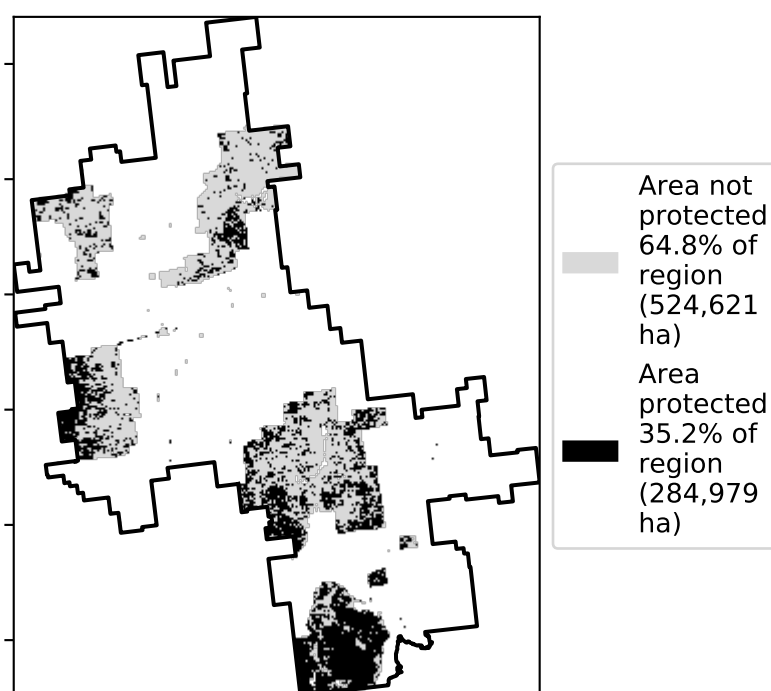 Area not
protected
64.8% of
region
(524,621
ha)
Area
protected
35.2% of
region
(284,979
ha)